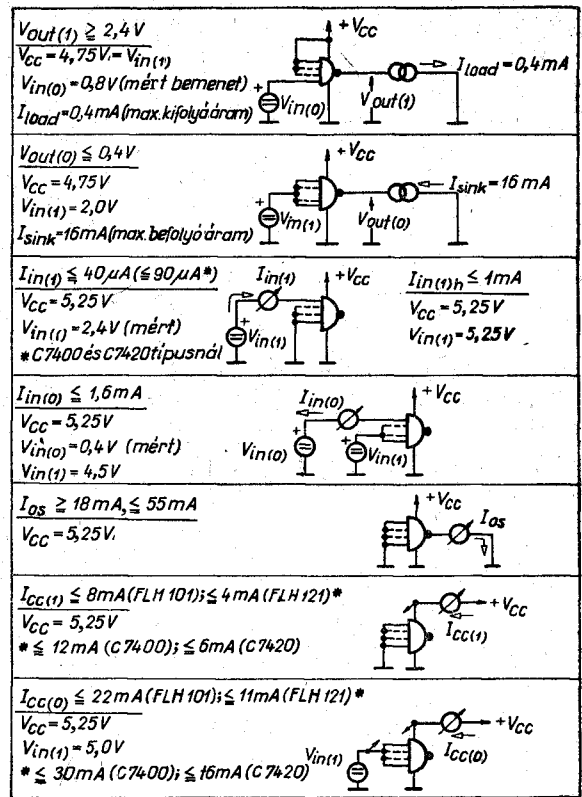 Vout(1) ≧ 2,4V
VCC = 4,75V = Vin(1)
Vin(0) = 0,8V (mért bemenet)
Iload = 0,4mA (max. kifolyóáram)
+VCC
+
Vin(0)
Vout(1)
Iload = 0,4mA
Vout(0) ≦ 0,4V
VCC = 4,75V
Vin(1) = 2,0V
Isink = 16mA (max. befolyó áram)
+VCC
+
Vm(1)
Vout(0)
Isink = 16 mA
Iin(1) ≦ 40µA (≦ 90µA*)
VCC = 5,25V
Vin(1) = 2,4V (mért)
* C7400 és C7420 típusnál
Iin(1)
+VCC
+
Vin(1)
Iin(1)h ≤ 1mA
VCC = 5,25V
Vin(1) = 5,25V
Iin(0) ≤ 1,6mA
VCC = 5,25V
Vin(0) = 0,4V (mért)
Vin(1) = 4,5V
Iin(0)
+VCC
+
Vin(0)
+
Vin(1)
Ios ≧ 18mA, ≦ 55mA
VCC = 5,25V
+VCC
Ios
ICC(1) ≤ 8mA (FLH 101); ≤ 4mA (FLH 121)*
VCC = 5,25V
* ≦ 12mA (C7400); ≦ 6mA (C7420)
+VCC
ICC(1)
ICC(0) ≦ 22mA (FLH 101); ≤ 11mA (FLH 121)*
VCC = 5,25V
Vin(1) = 5,0V
* ≤ 30mA (C7400); ≦ 16mA (C7420)
Vin(1)
+VCC
ICC(0)